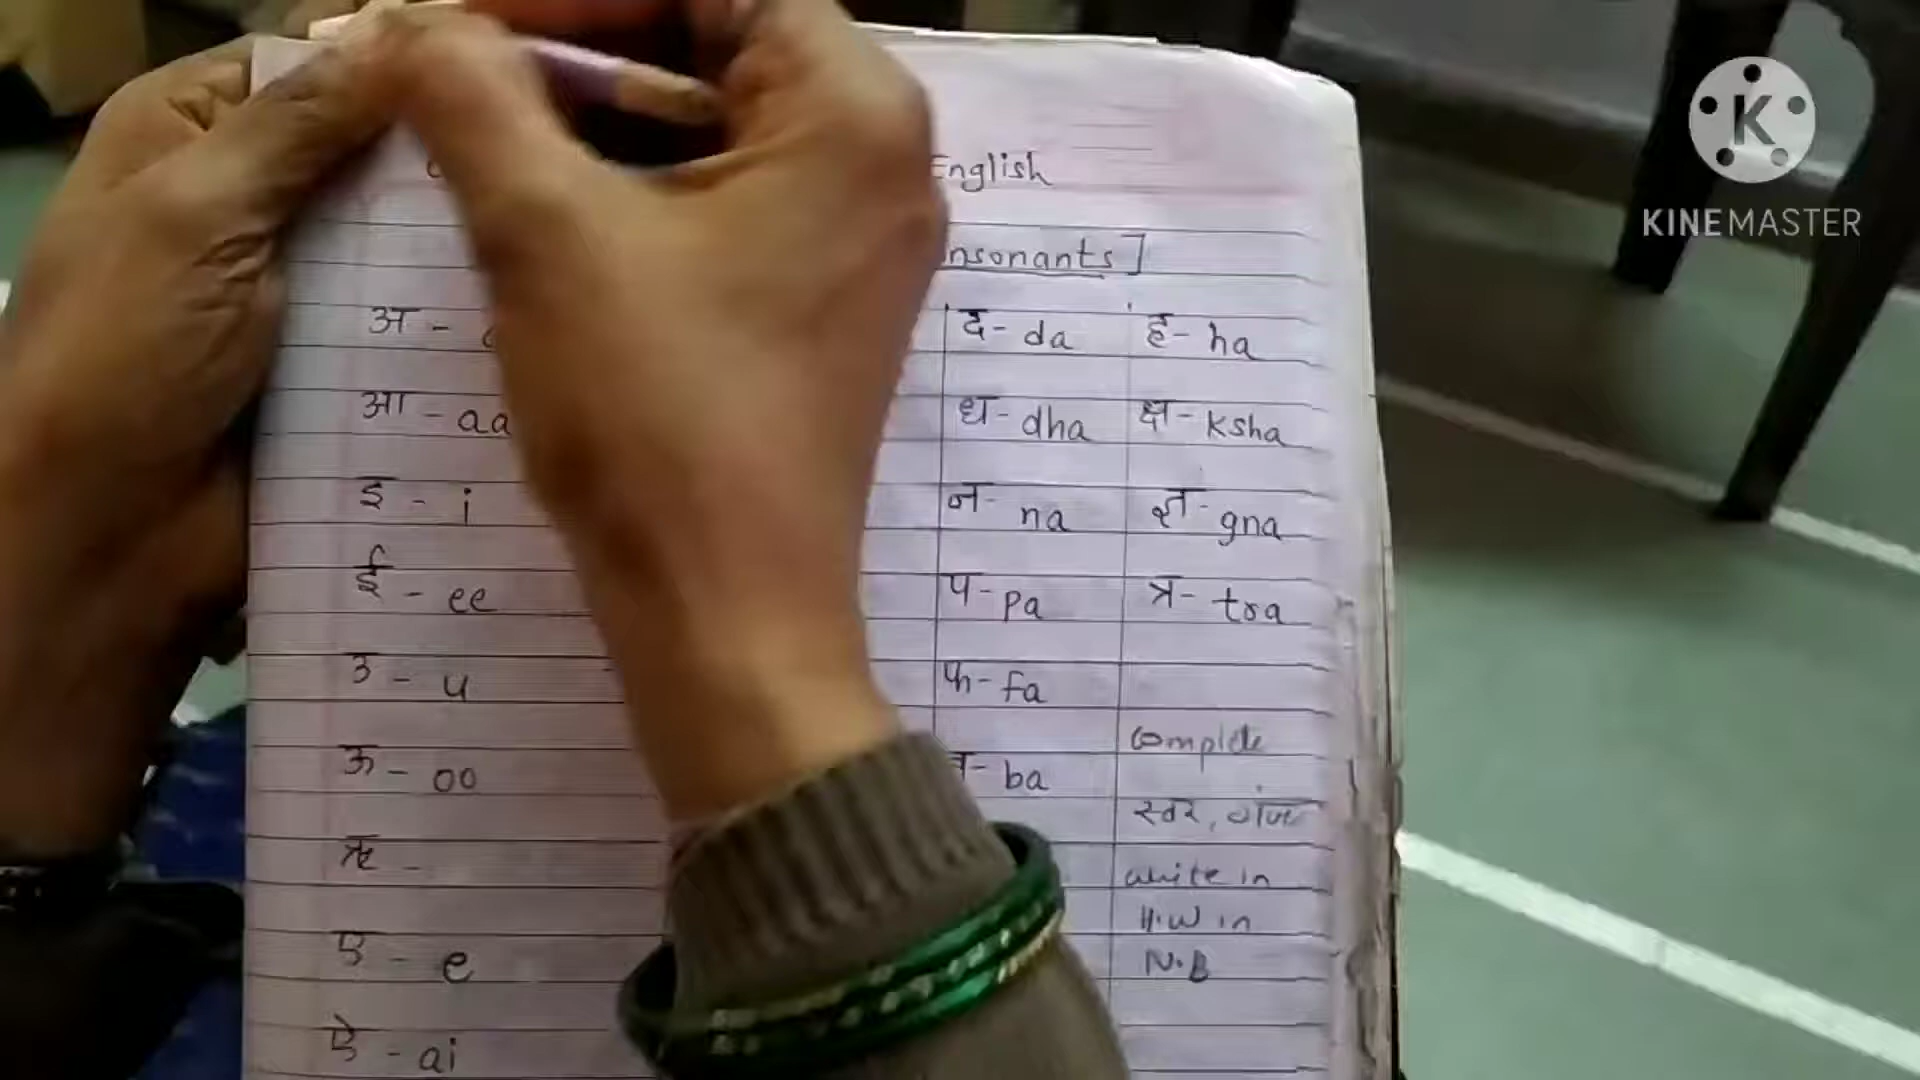 English
nsonants]
अ - द - da ह - ha
आ - aa ध - dha क्ष - ksha
इ - i न - na ज्ञ - gna
ई - ee प - pa त्र - tra
उ - u फ - fa
complete
ऊ - oo - ba
स्वर,
ऋ - write in
H.W in
ए - e N.B
ऐ - ai
K
KINEMASTER